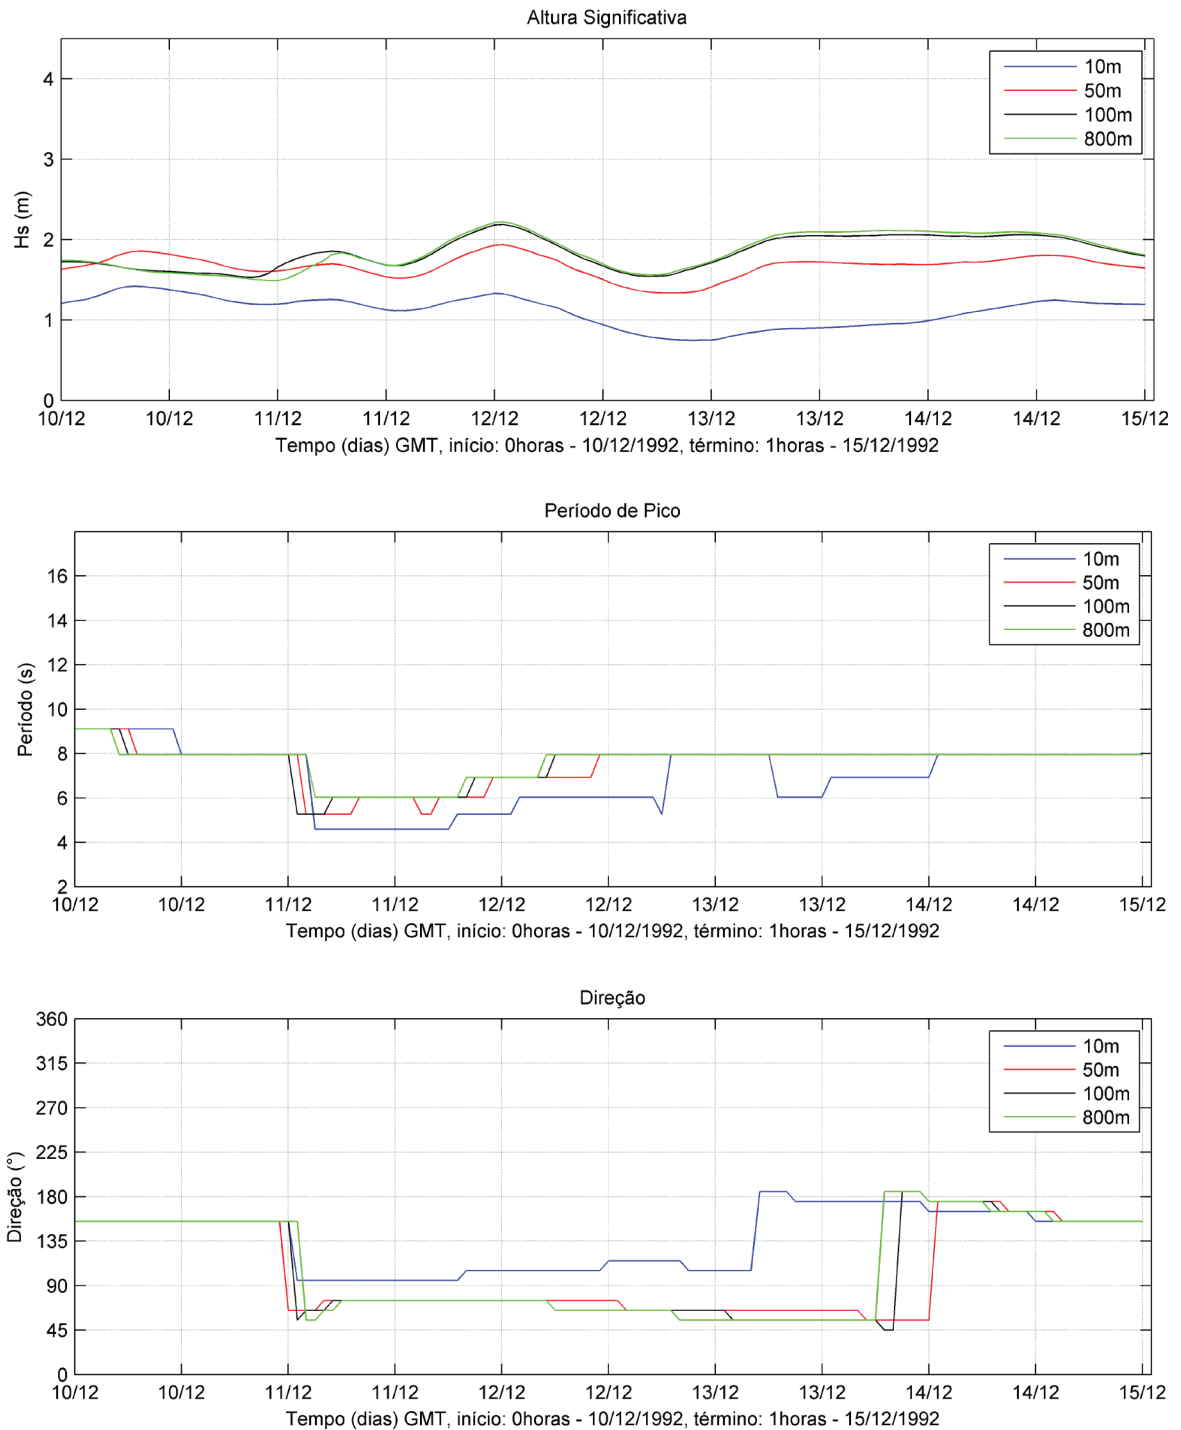 Altura Significativa
4
3
2
1
0
Hs (m)
10m
50m
100m
800m
10/12 10/12 11/12 11/12 12/12 12/12 13/12 13/12 14/12 14/12 15/12
Tempo (dias) GMT, início: 0horas - 10/12/1992, término: 1horas - 15/12/1992
Período de Pico
16
14
12
10
8
6
4
2
Período (s)
10m
50m
100m
800m
10/12 10/12 11/12 11/12 12/12 12/12 13/12 13/12 14/12 14/12 15/12
Tempo (dias) GMT, início: 0horas - 10/12/1992, término: 1horas - 15/12/1992
Direção
360
315
270
225
180
135
90
45
0
Direção (°)
10m
50m
100m
800m
10/12 10/12 11/12 11/12 12/12 12/12 13/12 13/12 14/12 14/12 15/12
Tempo (dias) GMT, início: 0horas - 10/12/1992, término: 1horas - 15/12/1992